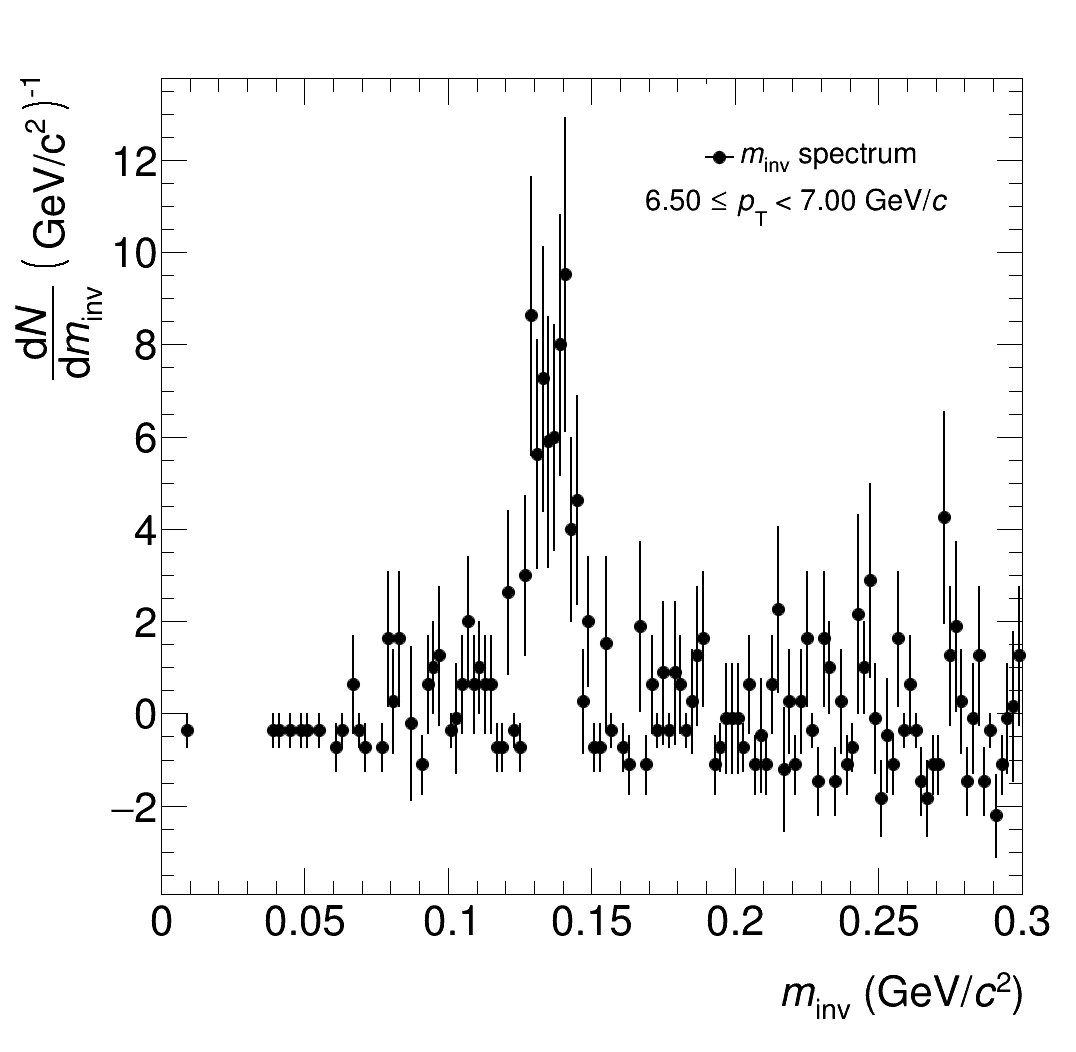 dN/dm_inv (GeV/c²)⁻¹
12
10
8
6
4
2
0
−2
m_inv spectrum
6.50 ≤ p_T < 7.00 GeV/c
0 0.05 0.1 0.15 0.2 0.25 0.3
m_inv (GeV/c²)